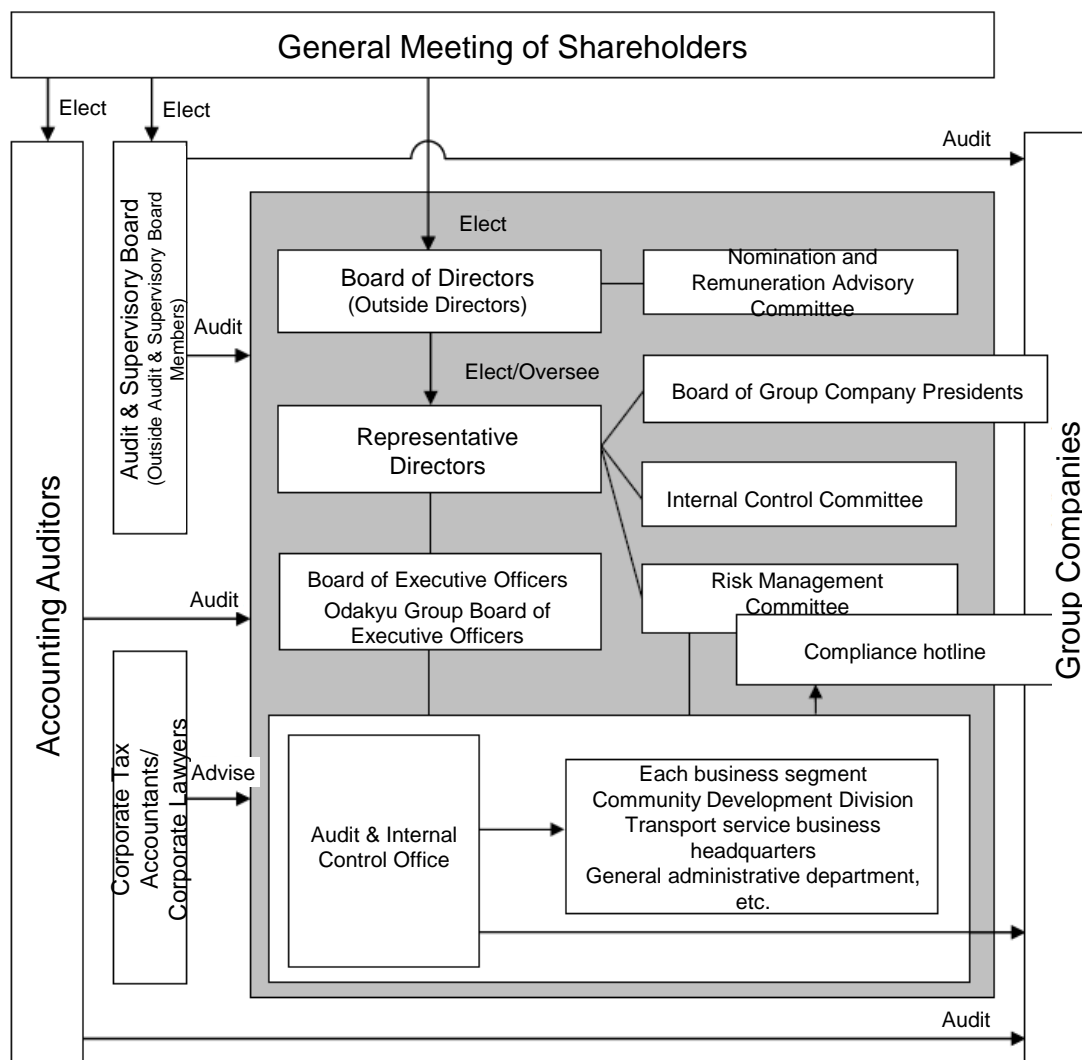 General Meeting of Shareholders
Elect
Elect
Audit
Accounting Auditors
Audit & Supervisory Board
(Outside Audit & Supervisory Board
Members)
Elect
Board of Directors
(Outside Directors)
Nomination and
Remuneration Advisory
Committee
Audit
Elect/Oversee
Board of Group Company Presidents
Representative
Directors
Internal Control Committee
Group Companies
Board of Executive Officers
Odakyu Group Board of
Executive Officers
Risk Management
Committee
Audit
Compliance hotline
Corporate Tax
Accountants/
Corporate Lawyers
Advise
Audit & Internal
Control Office
Each business segment
Community Development Division
Transport service business
headquarters
General administrative department,
etc.
Audit